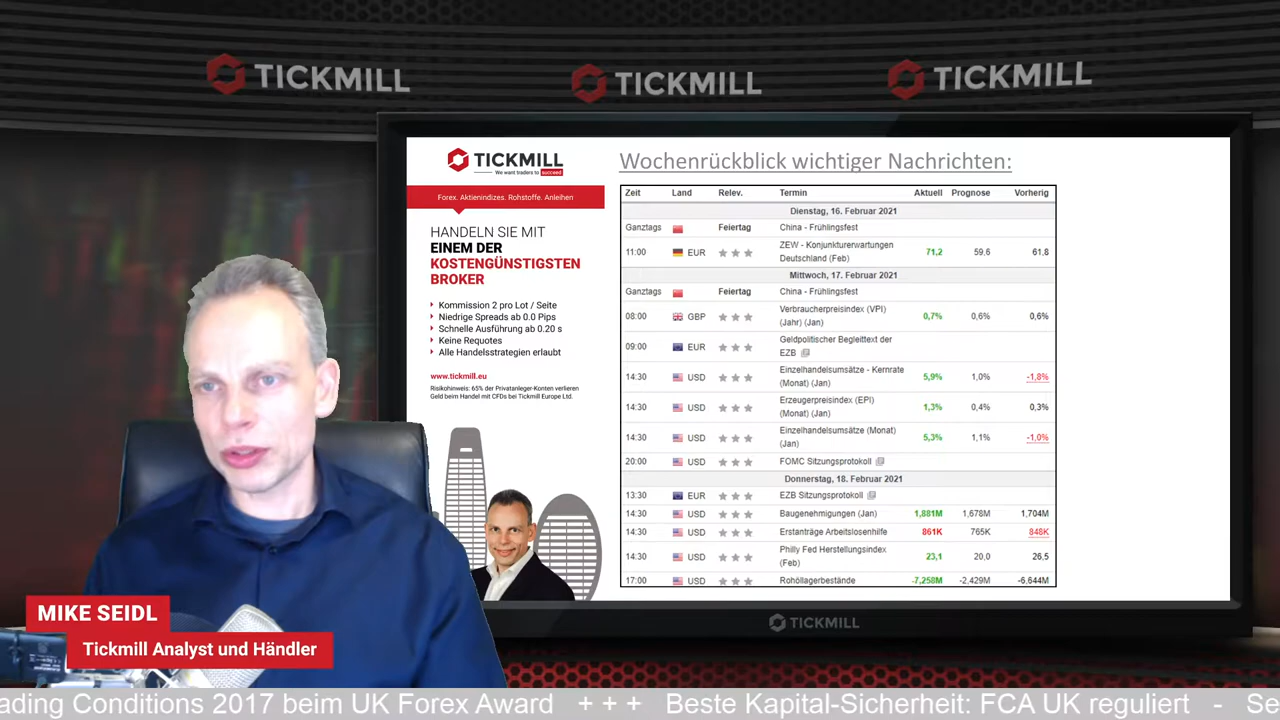 TICKMILL
TICKMILL
TICKMILL
TICKMILL
We want traders to succeed
Forex. Aktienindizes. Rohstoffe. Anleihen
HANDELN SIE MIT
EINEM DER
KOSTENGÜNSTIGSTEN
BROKER
Kommission 2 pro Lot / Seite
Niedrige Spreads ab 0.0 Pips
Schnelle Ausführung ab 0.20 s
Keine Requotes
Alle Handelsstrategien erlaubt
www.tickmill.eu
Risikohinweis: 65% der Privatanleger-Konten verlieren
Geld beim Handel mit CFDs bei Tickmill Europe Ltd.
Wochenrückblick wichtiger Nachrichten:
Zeit Land Relev. Termin Aktuell Prognose Vorherig
Dienstag, 16. Februar 2021
Ganztags Feiertag China - Frühlingsfest
11:00 EUR ZEW - Konjunkturerwartungen 71,2 59,6 61,8
Deutschland (Feb)
Mittwoch, 17. Februar 2021
Ganztags Feiertag China - Frühlingsfest
08:00 GBP Verbraucherpreisindex (VPI) 0,7% 0,6% 0,6%
(Jahr) (Jan)
09:00 EUR Geldpolitischer Begleittext der
EZB
14:30 USD Einzelhandelsumsätze - Kernrate 5,9% 1,0% -1,8%
(Monat) (Jan)
14:30 USD Erzeugerpreisindex (EPI) 1,3% 0,4% 0,3%
(Monat) (Jan)
14:30 USD Einzelhandelsumsätze (Monat) 5,3% 1,1% -1,0%
(Jan)
20:00 USD FOMC Sitzungsprotokoll
Donnerstag, 18. Februar 2021
13:30 EUR EZB Sitzungsprotokoll
14:30 USD Baugenehmigungen (Jan) 1,881M 1,678M 1,704M
14:30 USD Erstanträge Arbeitslosenhilfe 861K 765K 848K
14:30 USD Philly Fed Herstellungsindex 23,1 20,0 26,5
(Feb)
17:00 USD Rohöllagerbestände -7,258M -2,429M -6,644M
TICKMILL
MIKE SEIDL
Tickmill Analyst und Händler
ading Conditions 2017 beim UK Forex Award + + + Beste Kapital-Sicherheit: FCA UK reguliert - Se